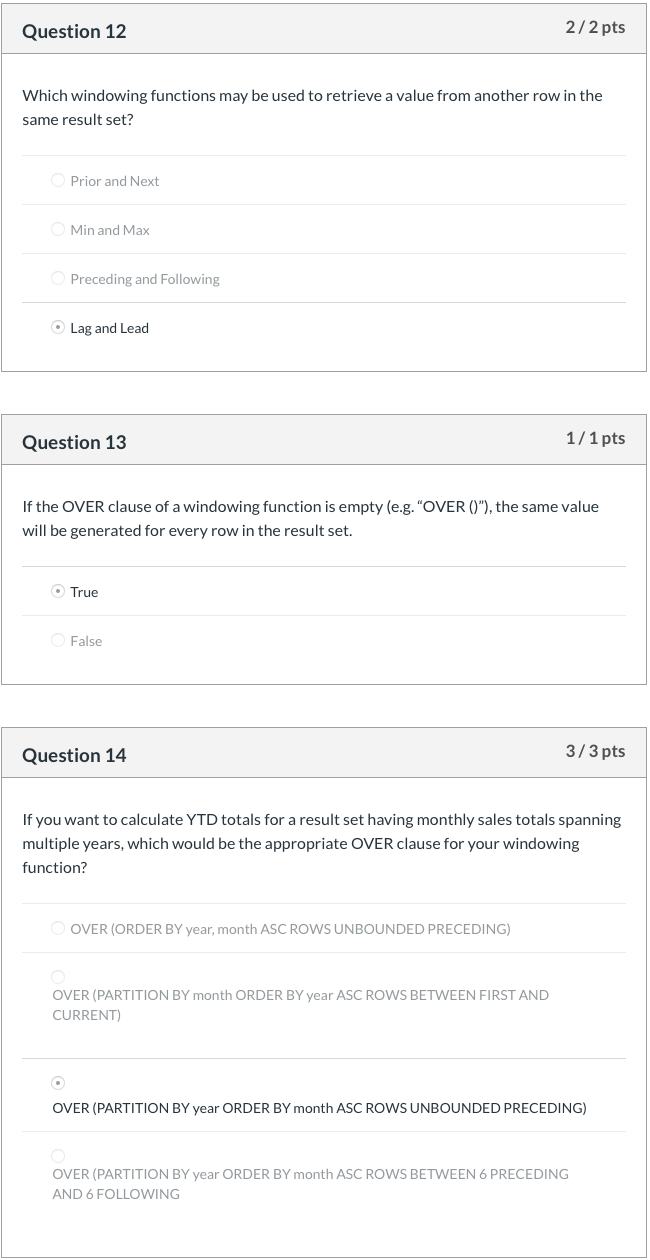 Question 12
2 / 2 pts
Which windowing functions may be used to retrieve a value from another row in the
same result set?
Prior and Next
Min and Max
Preceding and Following
Lag and Lead
Question 13
1 / 1 pts
If the OVER clause of a windowing function is empty (e.g. “OVER ()”), the same value
will be generated for every row in the result set.
True
False
Question 14
3 / 3 pts
If you want to calculate YTD totals for a result set having monthly sales totals spanning
multiple years, which would be the appropriate OVER clause for your windowing
function?
OVER (ORDER BY year, month ASC ROWS UNBOUNDED PRECEDING)
OVER (PARTITION BY month ORDER BY year ASC ROWS BETWEEN FIRST AND
CURRENT)
OVER (PARTITION BY year ORDER BY month ASC ROWS UNBOUNDED PRECEDING)
OVER (PARTITION BY year ORDER BY month ASC ROWS BETWEEN 6 PRECEDING
AND 6 FOLLOWING